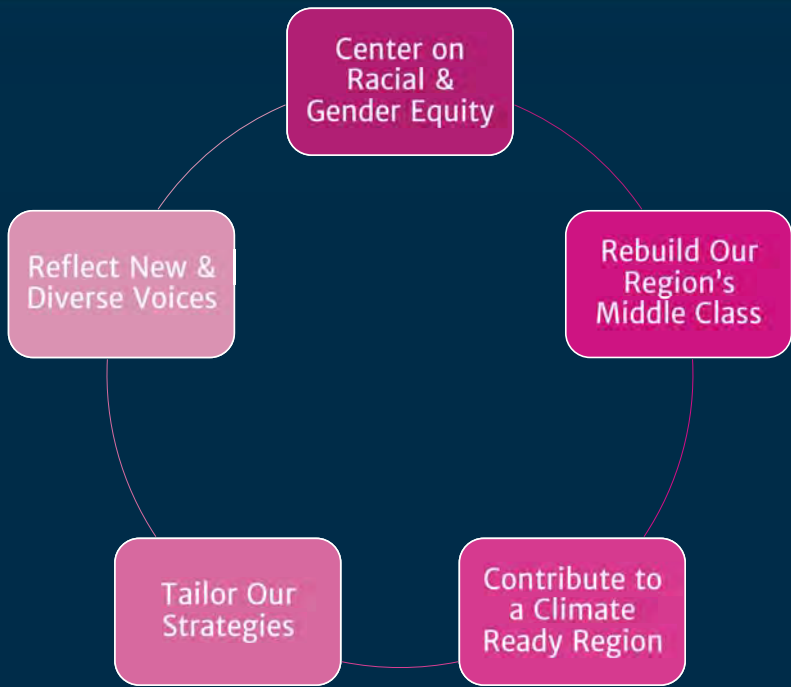 Center on
Racial &
Gender Equity
Rebuild Our
Region's
Middle Class
Contribute to
a Climate
Ready Region
Tailor Our
Strategies
Reflect New &
Diverse Voices